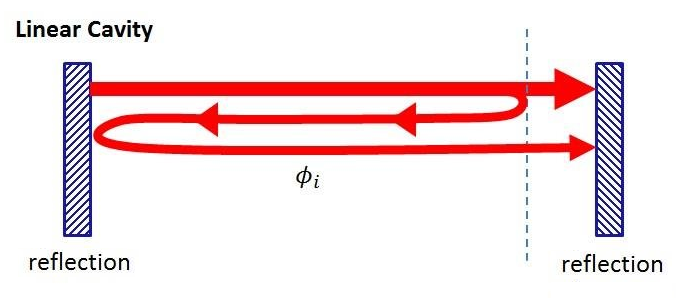 Linear Cavity
ϕᵢ
reflection
reflection